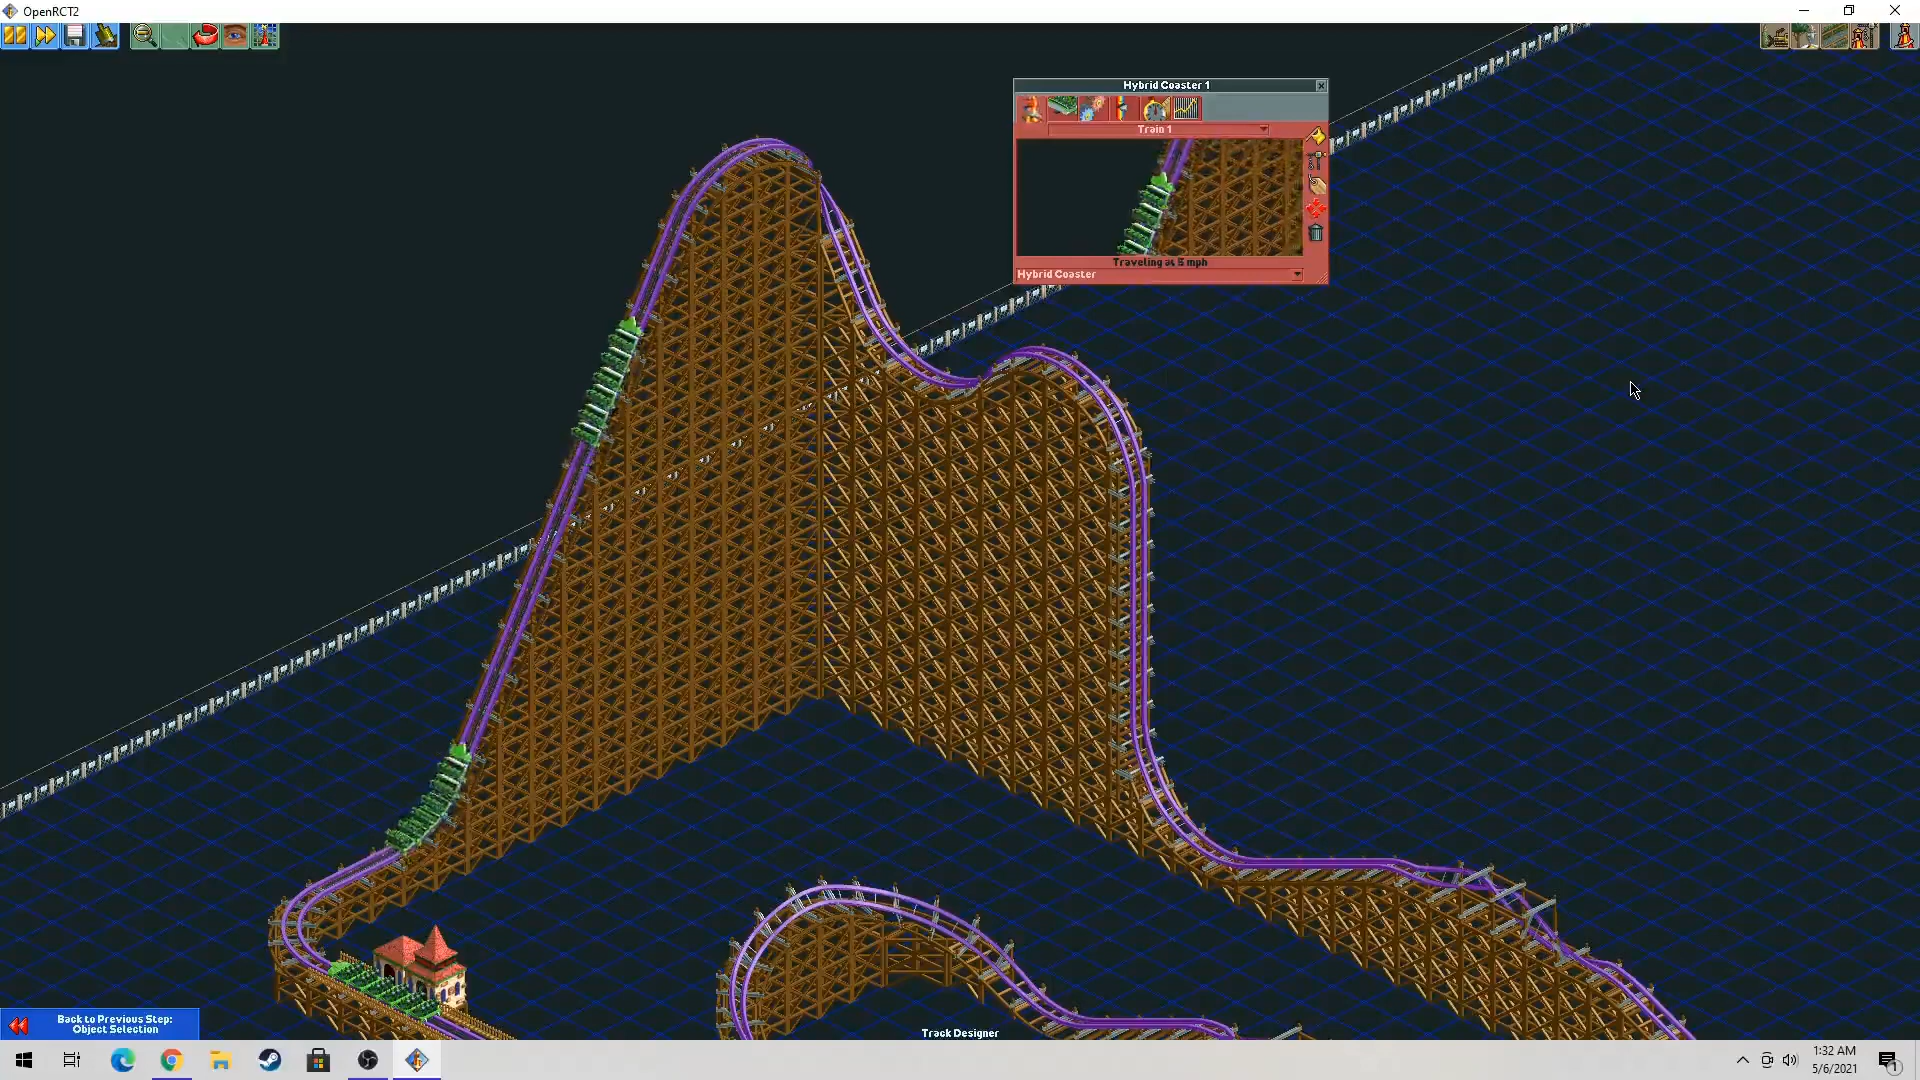 OpenRCT2
Hybrid Coaster 1
Train 1
Traveling at 5 mph
Hybrid Coaster
Back to Previous Step:
Object Selection
Track Designer
1:32 AM
5/6/2021
1